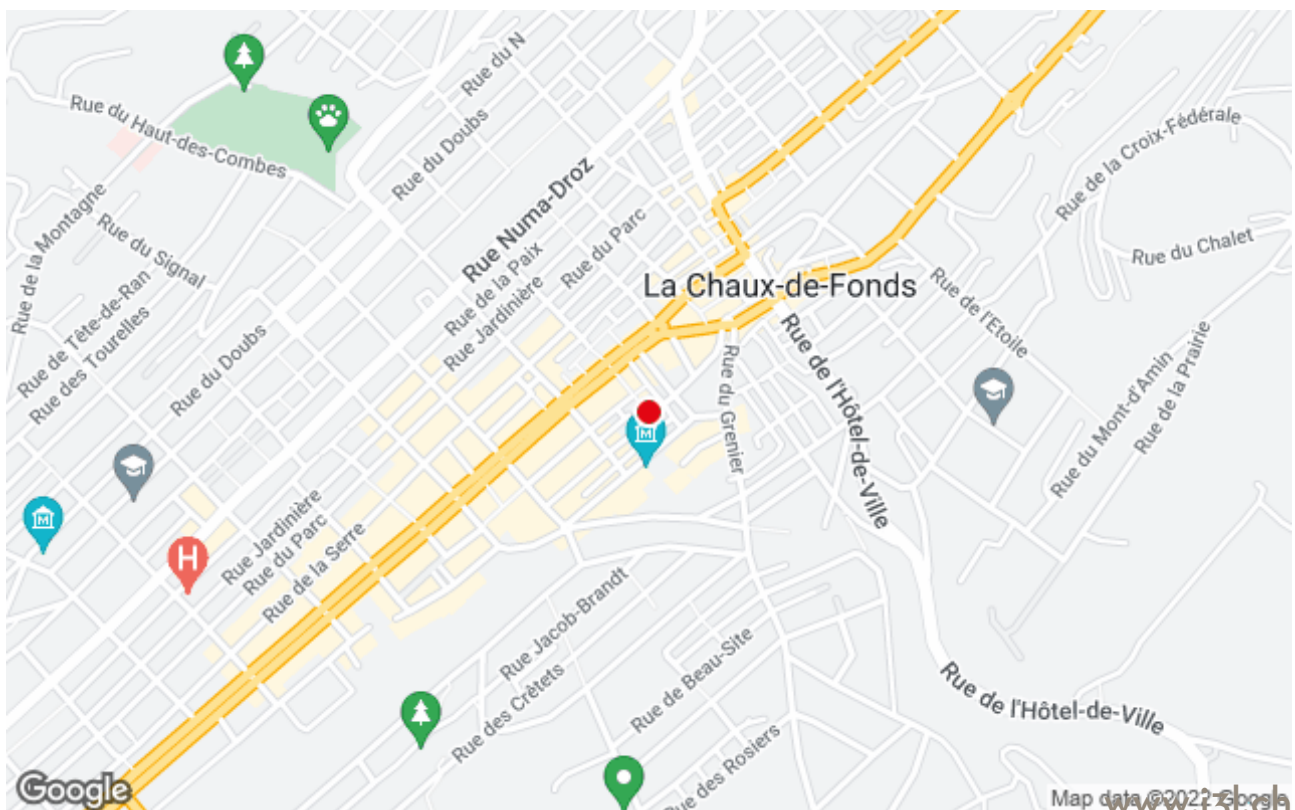 Rue du N
Rue du Haut-des-Combes
Rue du Doubs
Rue de la Croix-Fédérale
Rue Numa-Droz
Rue de la Montagne
Rue du Signal
Rue du Parc
Rue de la Paix
Rue du Chalet
Rue Jardinière
La Chaux-de-Fonds
Rue de l'Etoile
Rue de Tête-de-Ran
Rue des Tourelles
Rue du Doubs
Rue de l'Hôtel-de-Ville
Rue du Grenier
Rue du Mont-d'Amin
Rue de la Prairie
M
M
H
Rue Jardinière
Rue du Parc
Rue de la Serre
Rue Jacob-Brandt
Rue des Crêtets
Rue de Beau-Site
Rue des Rosiers
Rue de l'Hôtel-de-Ville
Google
Map data ©2022 Google